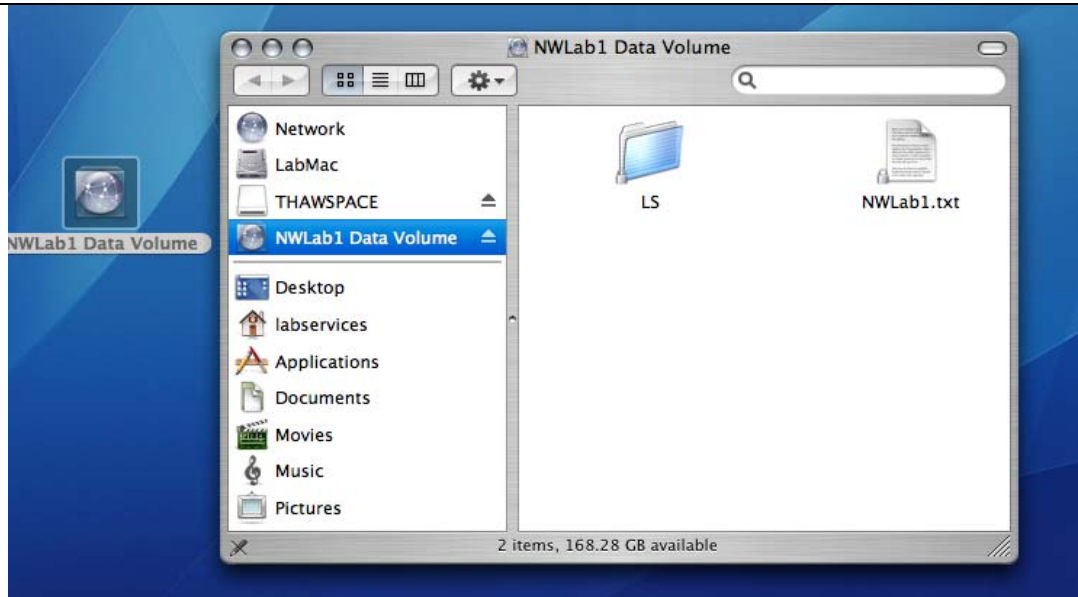 NWLab1 Data Volume
NWLab1 Data Volume
Network
LabMac
THAWSPACE
NWLab1 Data Volume
Desktop
labservices
Applications
Documents
Movies
Music
Pictures
LS
NWLab1.txt
2 items, 168.28 GB available